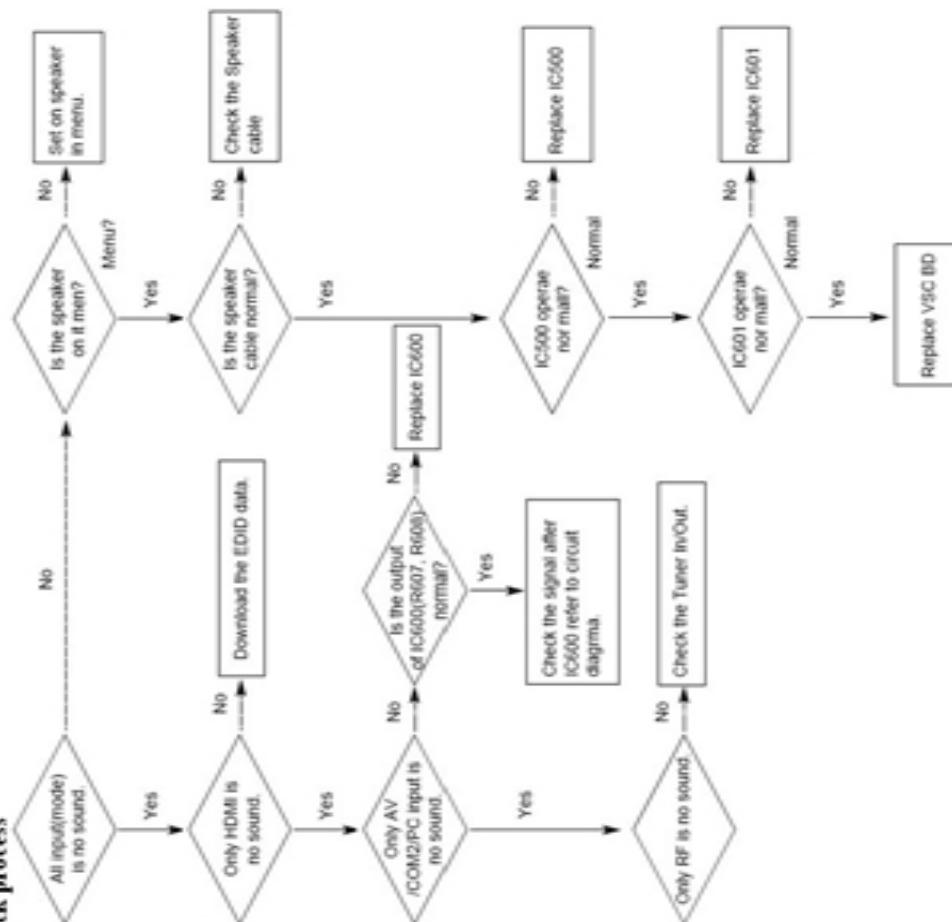 All input(mode)
is no sound.
No
Is the speaker
on it men?
Menu?
No
Set on speaker
in menu.
Yes
Yes
Only HDMI is
no sound.
No
Download the EDID data.
Is the speaker
cable normal?
No
Check the Speaker
cable
Yes
Yes
Only AV
/COM2/PC input is
no sound.
No
Is the output
of IC600(R607, R608)
normal?
No
Replace IC600
Yes
Check the signal after
IC600 refer to circuit
diagrma.
Yes
Only RF is no sound.
No
Check the Tuner In/Out.
IC500 operae
nor mall?
Normal
No
Replace IC500
Yes
IC601 operae
nor mall?
Normal
No
Replace IC601
Yes
Replace VSC BD
process